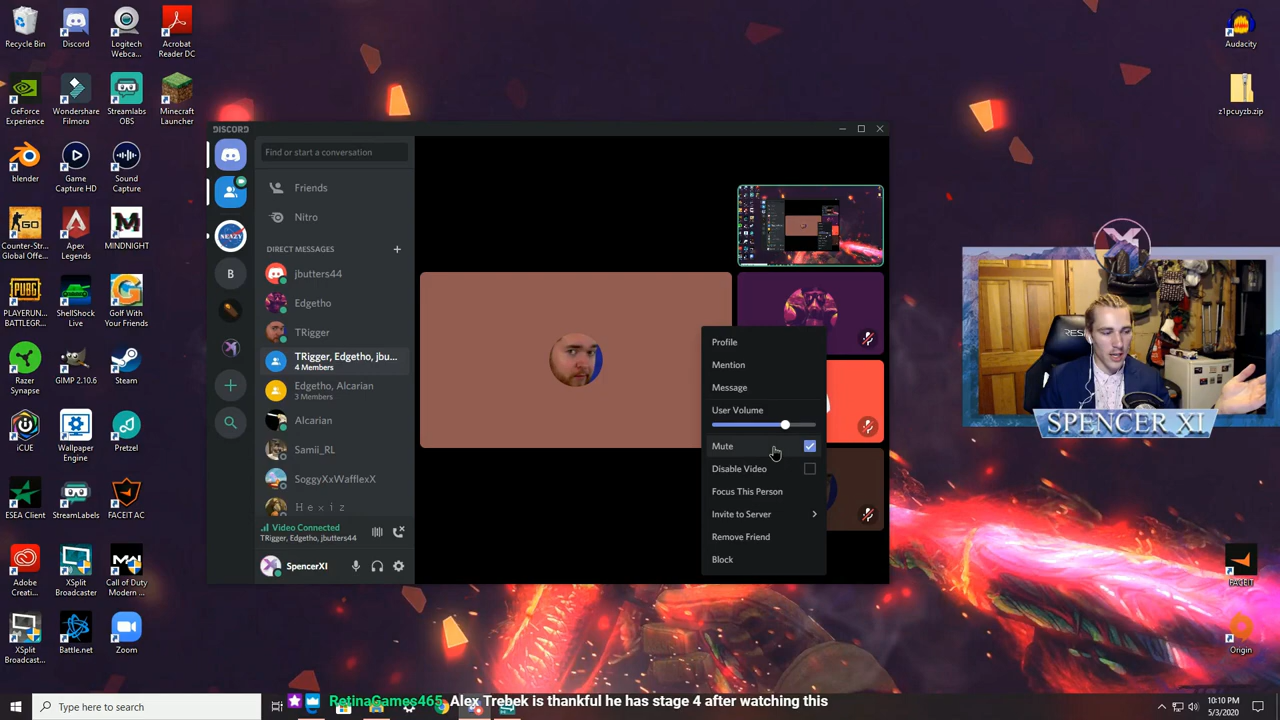 Recycle Bin
Discord
Logitech Webca...
Acrobat Reader DC
GeForce Experience
Wondershare Filmora
Streamlabs OBS
Minecraft Launcher
blender
Game Capture HD
Sound Capture
Counter-Str... Global Offe...
Apex Legends
MIDNIGHT
PLAYERUN... BATTLEGR...
ShellShock Live
Golf With Your Friends
Razer Synapse
GIMP 2.10.6
Steam
iCUE
Wallpaper Engine
Pretzel
ESEA Client
StreamLabels
FACEIT AC
Adobe Creati...
XSplit Broadcaster
Call of Duty Modern ...
XSplit Broadcast...
Battle.net
Zoom
Audacity
z1pcuyzb.zip
FACEIT
Origin
DISCORD
Find or start a conversation
Friends
Nitro
DIRECT MESSAGES
jbutters44
Edgetho
TRigger
TRigger, Edgetho, jbu...
4 Members
Edgetho, Alcarian
3 Members
Alcarian
Samii_RL
SoggyXxWafflexX
H e x i z
Video Connected
TRigger, Edgetho, jbutters44
SpencerXI
NEAZY
B
Profile
Mention
Message
User Volume
Mute
Disable Video
Focus This Person
Invite to Server
Remove Friend
Block
SPENCER XI
RetinaGames465 Alex Trebek is thankful he has stage 4 after watching this
Type here to search
10:10 PM
5/3/2020